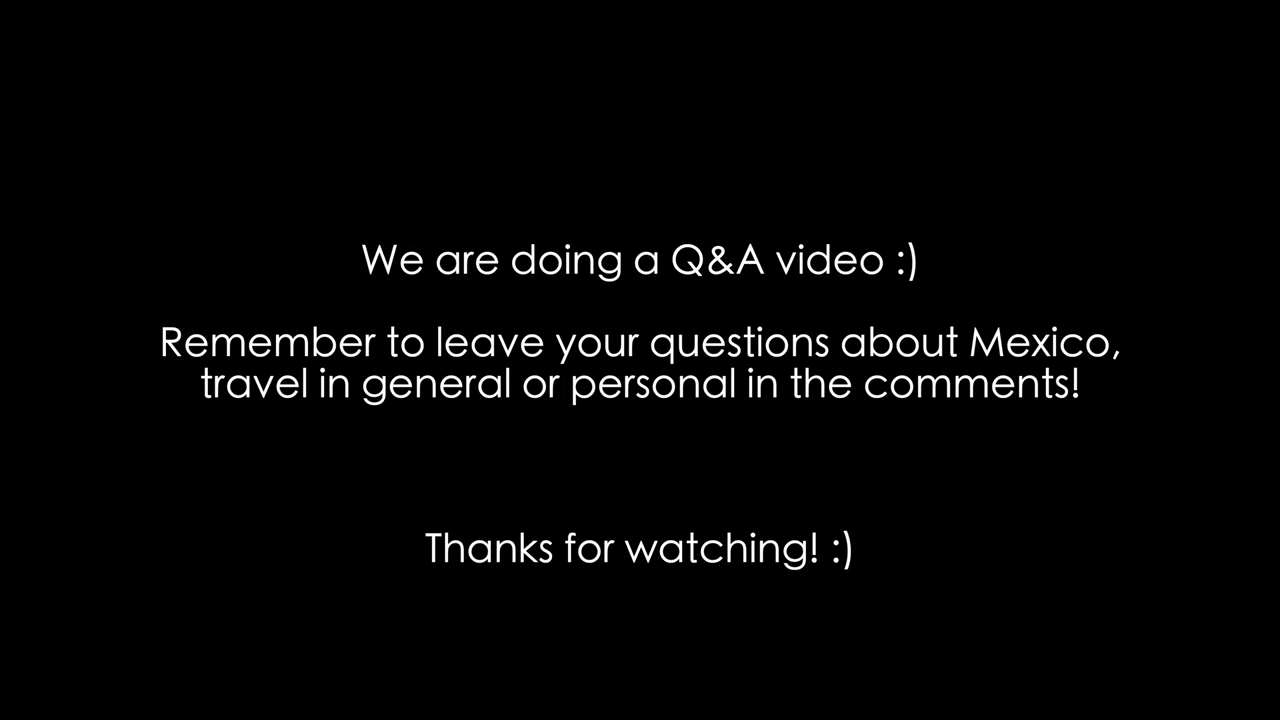 We are doing a Q&A video :)
Remember to leave your questions about Mexico,
travel in general or personal in the comments!
Thanks for watching! :)